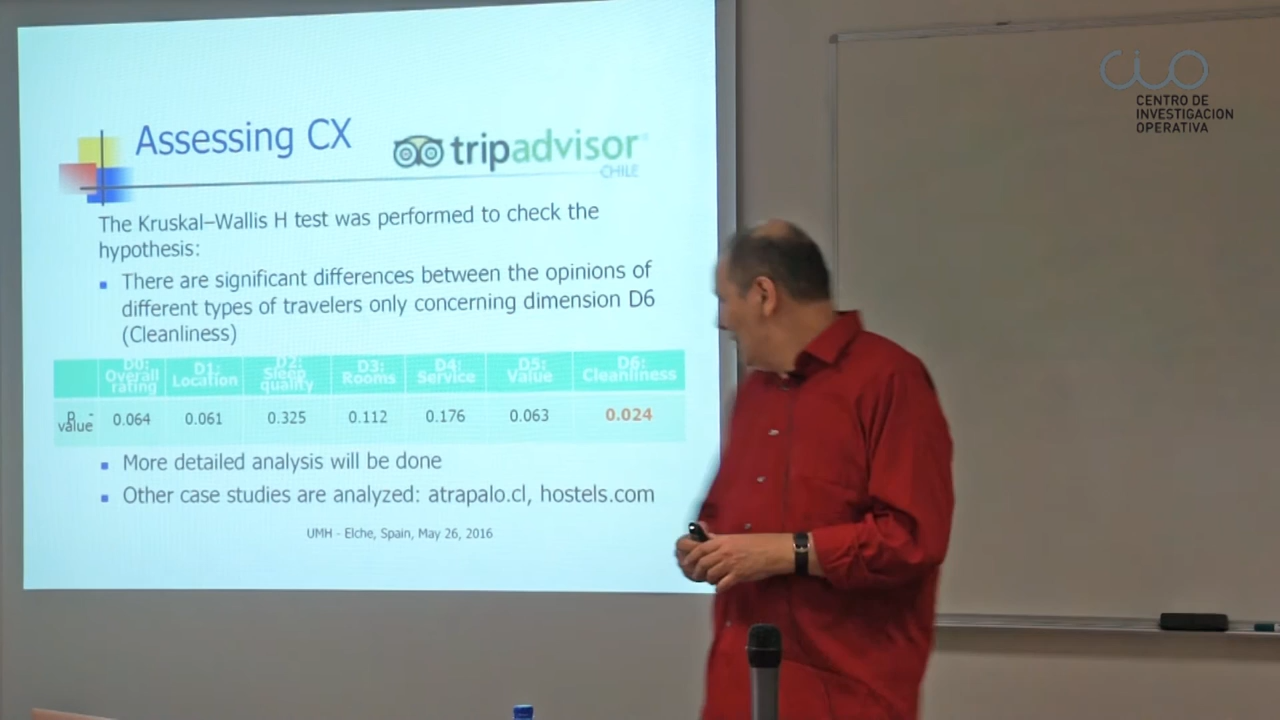 Assessing CX
tripadvisor
CHILE
The Kruskal–Wallis H test was performed to check the
hypothesis:
There are significant differences between the opinions of
different types of travelers only concerning dimension D6
(Cleanliness)
D0: Overall rating
D1: Location
D2: Sleep quality
D3: Rooms
D4: Service
D5: Value
D6: Cleanliness
P - value 0.064 0.061 0.325 0.112 0.176 0.063 0.024
More detailed analysis will be done
Other case studies are analyzed: atrapalo.cl, hostels.com
UMH - Elche, Spain, May 26, 2016
CIO
CENTRO DE
INVESTIGACION
OPERATIVA